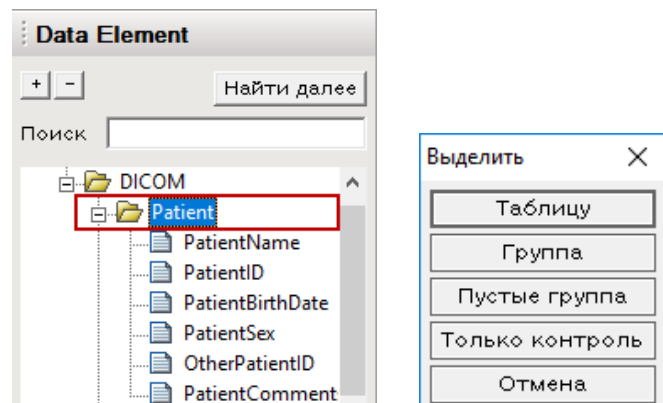 Data Element
+ -
Найти далее
Поиск
DICOM
Patient
PatientName
PatientID
PatientBirthDate
PatientSex
OtherPatientID
PatientComment
Выделить
Таблицу
Группа
Пустые группа
Только контроль
Отмена